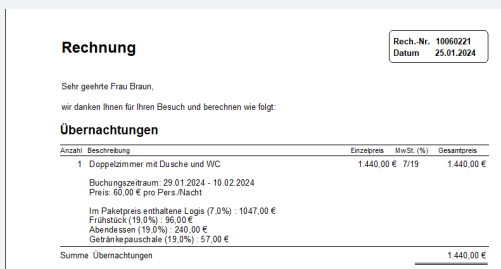 Rechnung
Rech.-Nr. 10060221
Datum 25.01.2024
Sehr geehrte Frau Braun,
wir danken Ihnen für Ihren Besuch und berechnen wie folgt:
Übernachtungen
Anzahl Beschreibung Einzelpreis MwSt. (%) Gesamtpreis
1 Doppelzimmer mit Dusche und WC 1.440,00 € 7/19 1.440,00 €
Buchungszeitraum: 29.01.2024 - 10.02.2024
Preis: 60,00 € pro Pers./Nacht
Im Paketpreis enthaltene Logis (7,0%) : 1047,00 €
Frühstück (19,0%) : 96,00 €
Abendessen (19,0%) : 240,00 €
Getränkepauschale (19,0%) : 57,00 €
Summe Übernachtungen 1.440,00 €